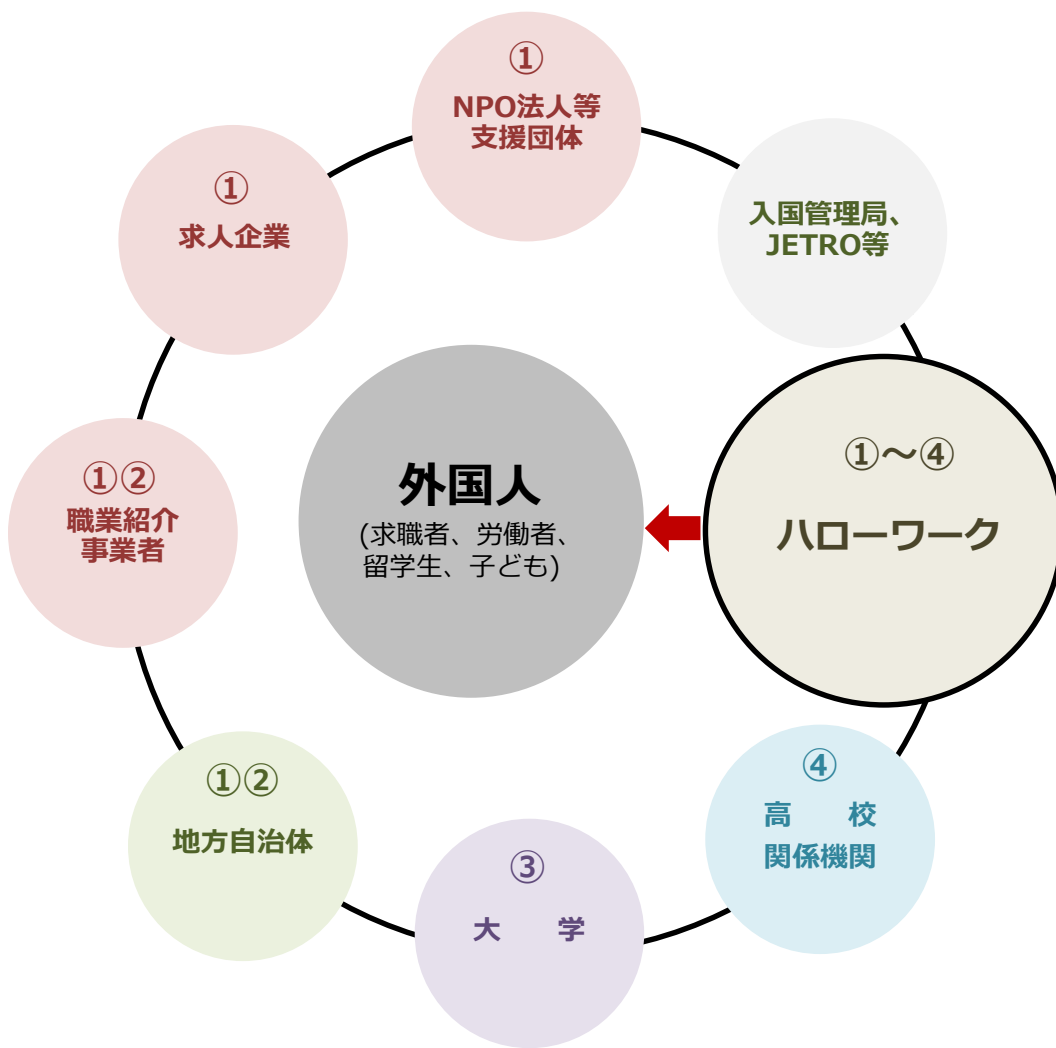 ①
NPO法人等
支援団体
①
求人企業
入国管理局、
JETRO等
①②
職業紹介
事業者
外国人
(求職者、労働者、
留学生、子ども)
①～④
ハローワーク
①②
地方自治体
③
大　　学
④
高　　校
関係機関